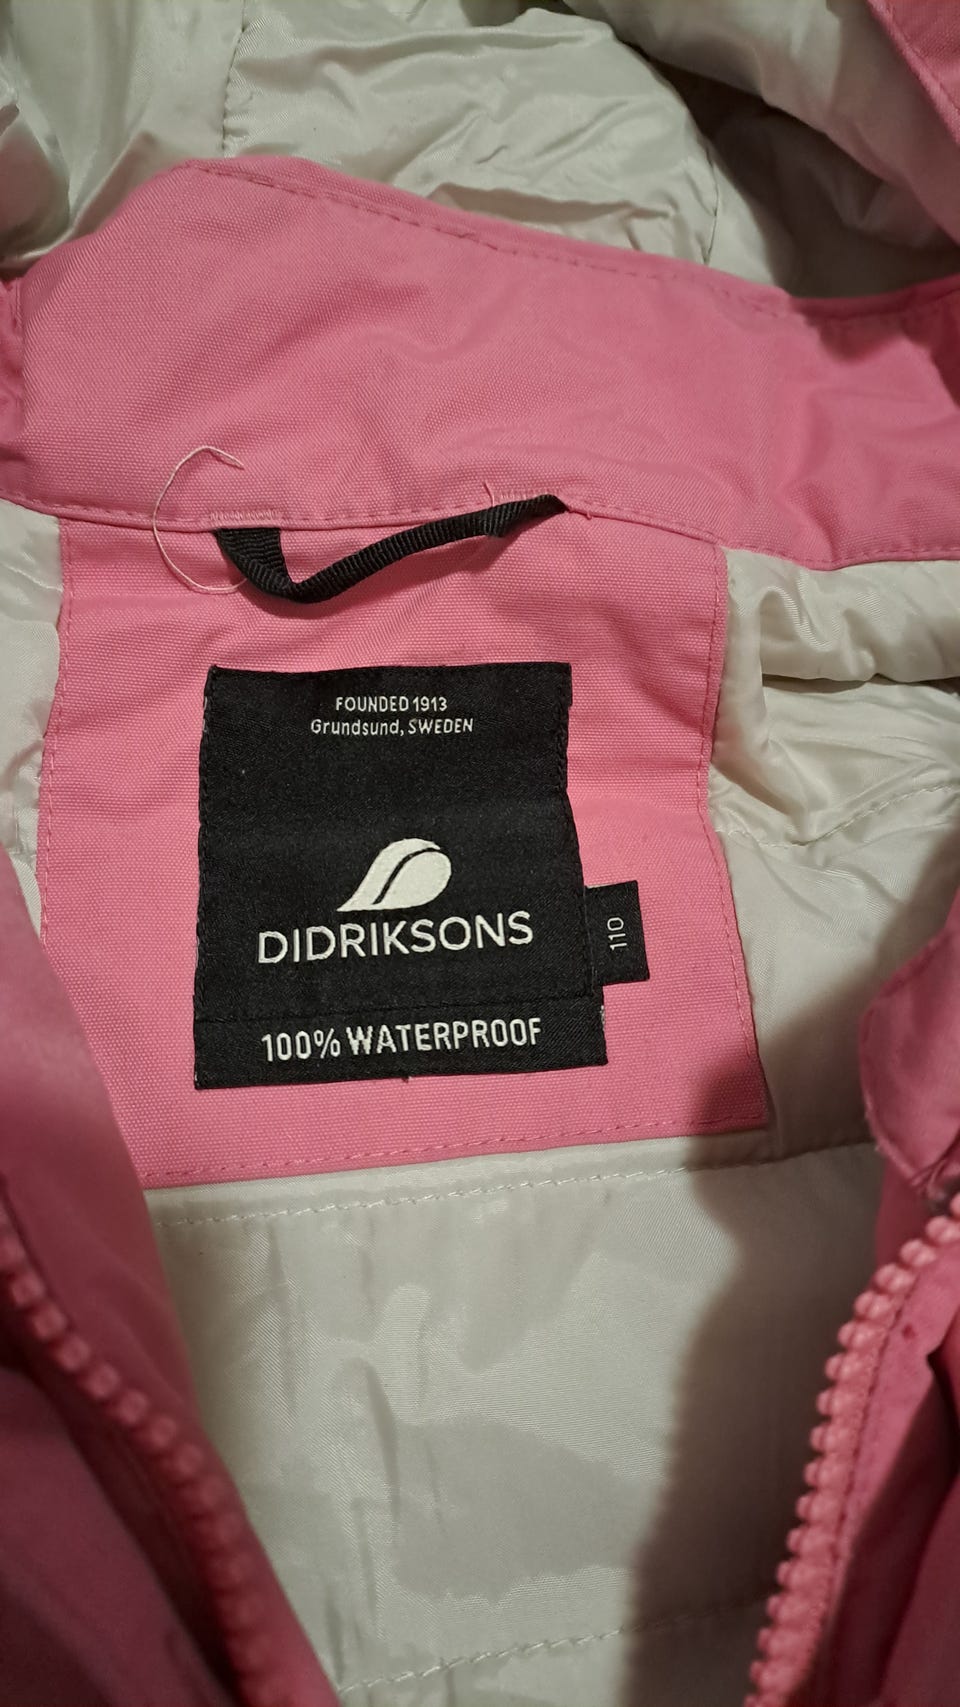 FOUNDED 1913
Grundsund, SWEDEN
DIDRIKSONS
110
100% WATERPROOF